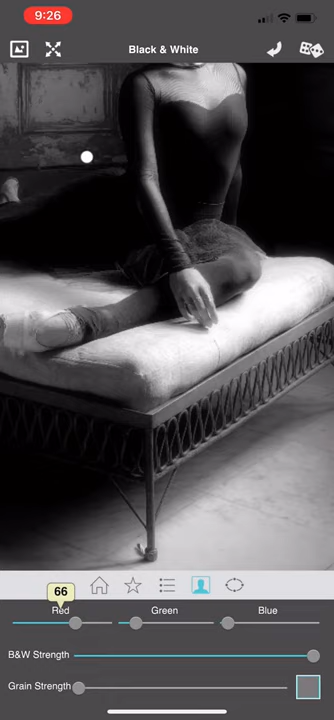 9:26
Black & White
66
Red Green Blue
B&W Strength
Grain Strength